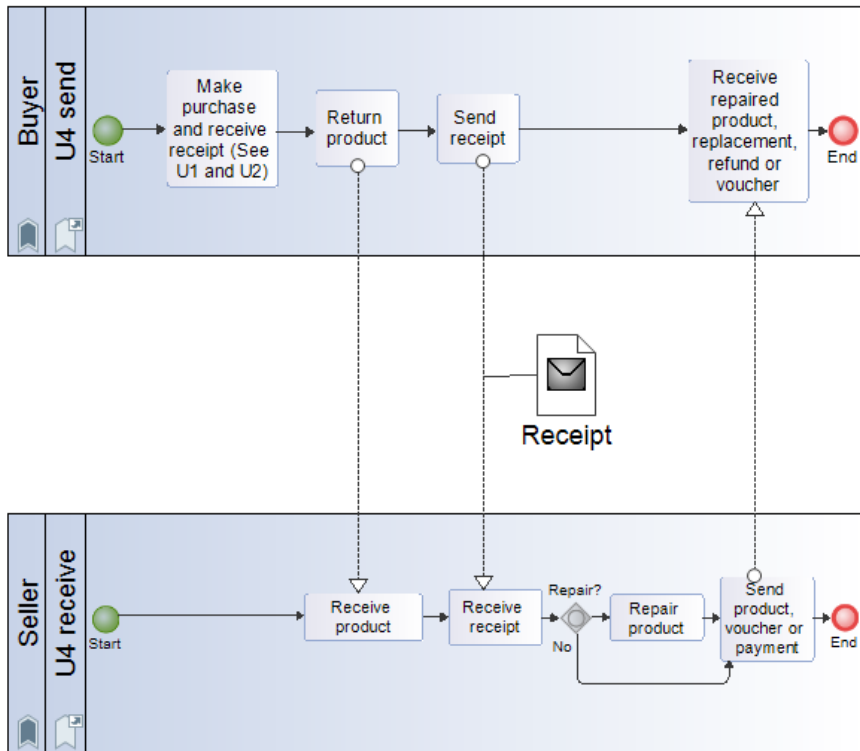 Buyer
U4 send
Start
Make
purchase
and receive
receipt (See
U1 and U2)
Return
product
Send
receipt
Receive
repaired
product,
replacement,
refund or
voucher
End
Receipt
Seller
U4 receive
Start
Receive
product
Receive
receipt
Repair?
No
Repair
product
Send
product,
voucher or
payment
End